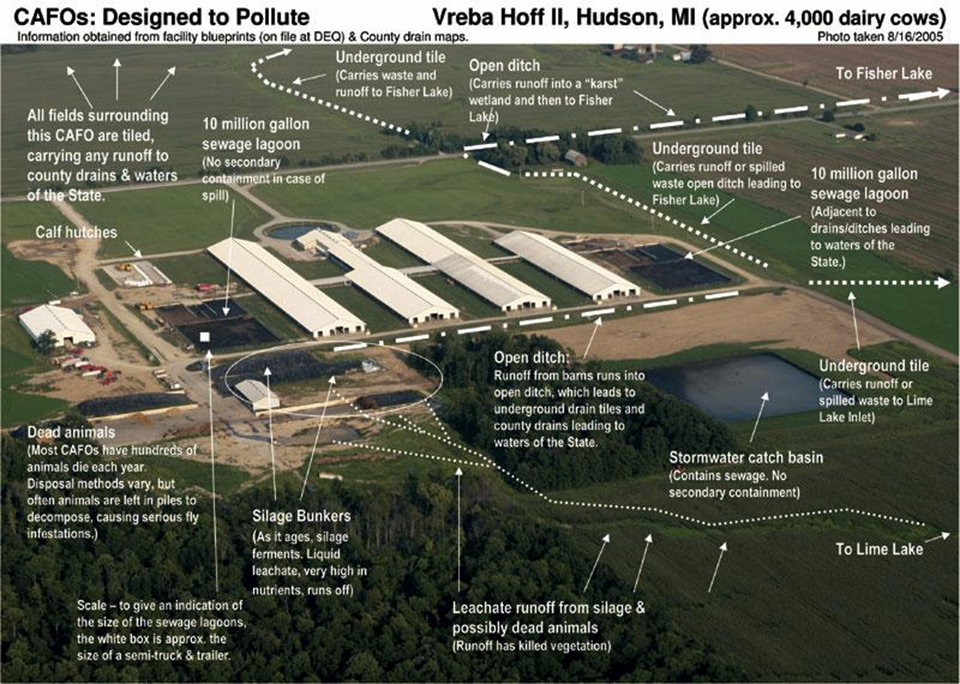 CAFOs: Designed to Pollute
Vreba Hoff II, Hudson, MI (approx. 4,000 dairy cows)
Information obtained from facility blueprints (on file at DEQ) & County drain maps.
Photo taken 8/16/2005
Underground tile
(Carries waste and
runoff to Fisher Lake)
Open ditch
(Carries runoff into a “karst”
wetland and then to Fisher
Lake)
To Fisher Lake
All fields surrounding
this CAFO are tiled,
carrying any runoff to
county drains & waters
of the State.
10 million gallon
sewage lagoon
(No secondary
containment in case of
spill)
Underground tile
(Carries runoff or spilled
waste open ditch leading to
Fisher Lake)
10 million gallon
sewage lagoon
(Adjacent to
drains/ditches leading
to waters of the
State.)
Calf hutches
Open ditch:
Runoff from barns runs into
open ditch, which leads to
underground drain tiles and
county drains leading to
waters of the State.
Underground tile
(Carries runoff or
spilled waste to Lime
Lake Inlet)
Dead animals
(Most CAFOs have hundreds of
animals die each year.
Disposal methods vary, but
often animals are left in piles to
decompose, causing serious fly
infestations.)
Stormwater catch basin
(Contains sewage. No
secondary containment)
Silage Bunkers
(As it ages, silage
ferments. Liquid
leachate, very high in
nutrients, runs off)
To Lime Lake
Scale – to give an indication of
the size of the sewage lagoons,
the white box is approx. the
size of a semi-truck & trailer.
Leachate runoff from silage &
possibly dead animals
(Runoff has killed vegetation)